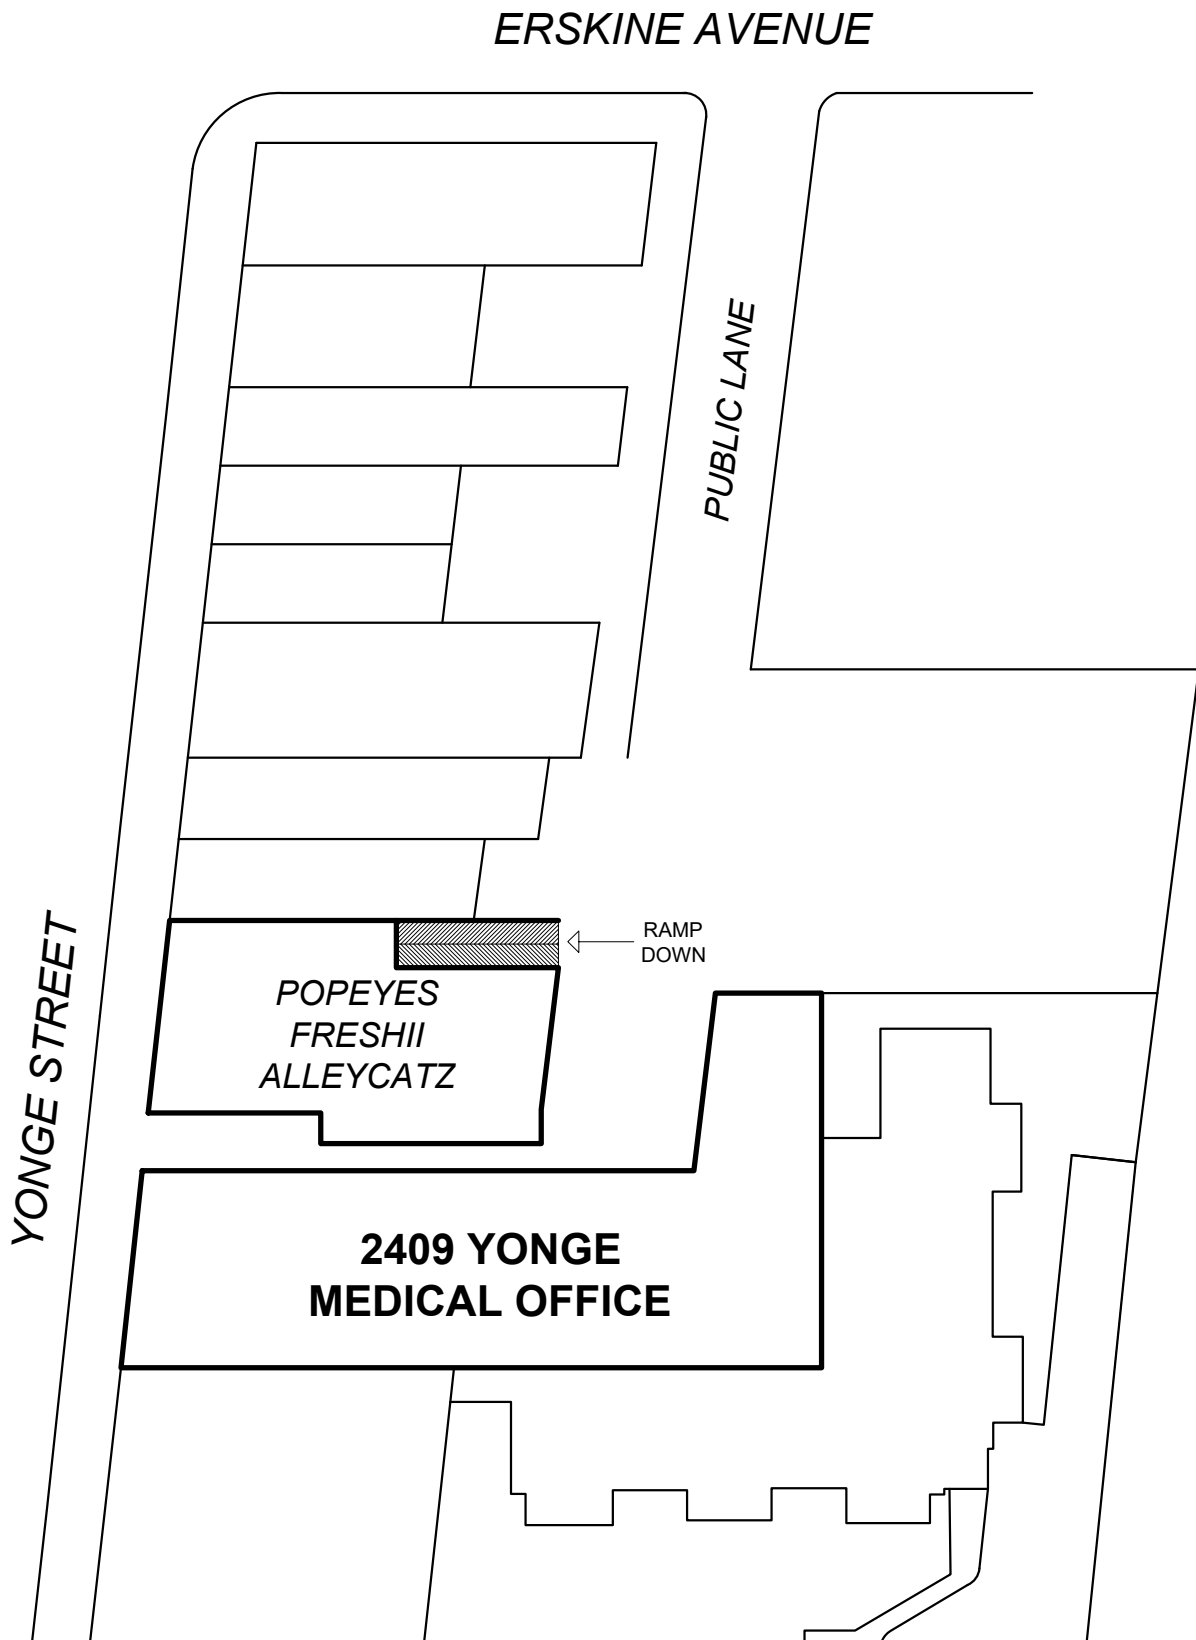 ERSKINE AVENUE
PUBLIC LANE
YONGE STREET
RAMP
DOWN
POPEYES
FRESHII
ALLEYCATZ
2409 YONGE
MEDICAL OFFICE